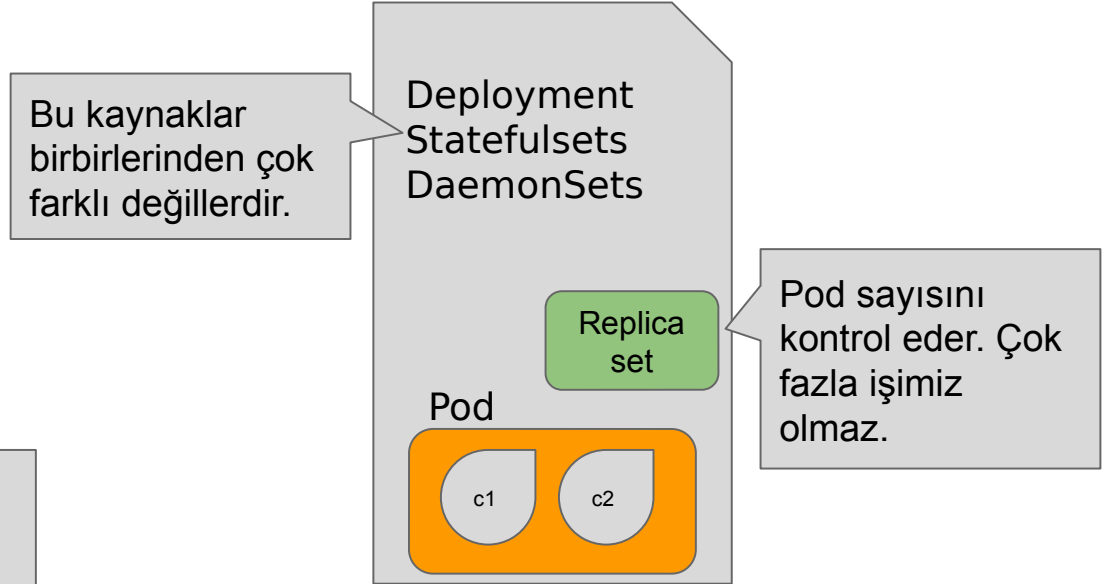 Bu kaynaklar
birbirlerinden çok
farklı değillerdir.
Deployment
Statefulsets
DaemonSets
Replica
set
Pod sayısını
kontrol eder. Çok
fazla işimiz
olmaz.
Pod
c1
c2